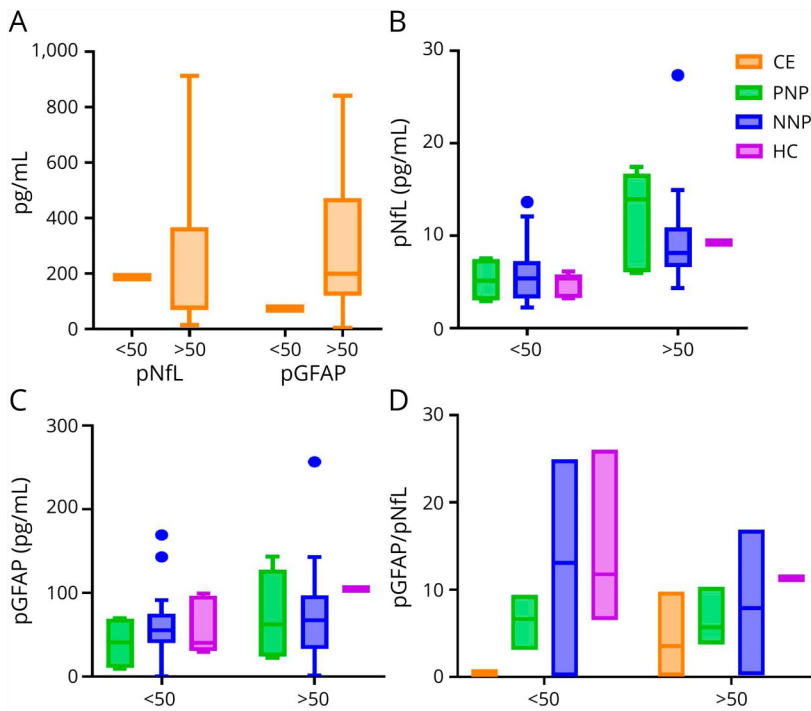 A
1,000
800
600
400
200
0
pg/mL
<50 >50 <50 >50
pNfL pGFAP
B
30
20
10
0
pNfL (pg/mL)
<50 >50
CE
PNP
NNP
HC
C
300
200
100
0
pGFAP (pg/mL)
<50 >50
D
30
20
10
0
pGFAP/pNfL
<50 >50